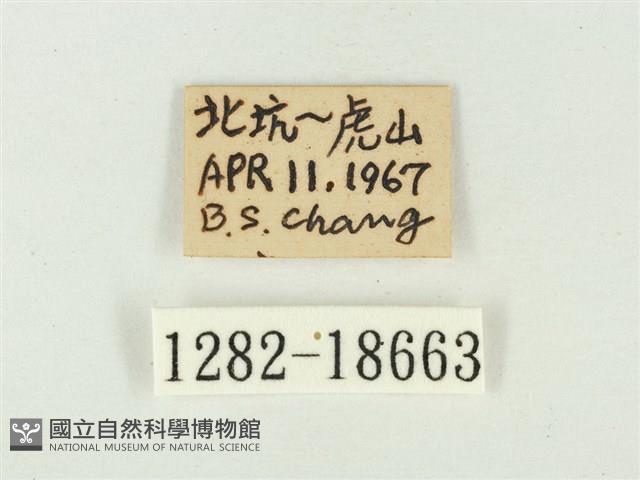 北坑~虎山
APR 11. 1967
B.S. Chang
1282-18663
國立自然科學博物館
NATIONAL MUSEUM OF NATURAL SCIENCE